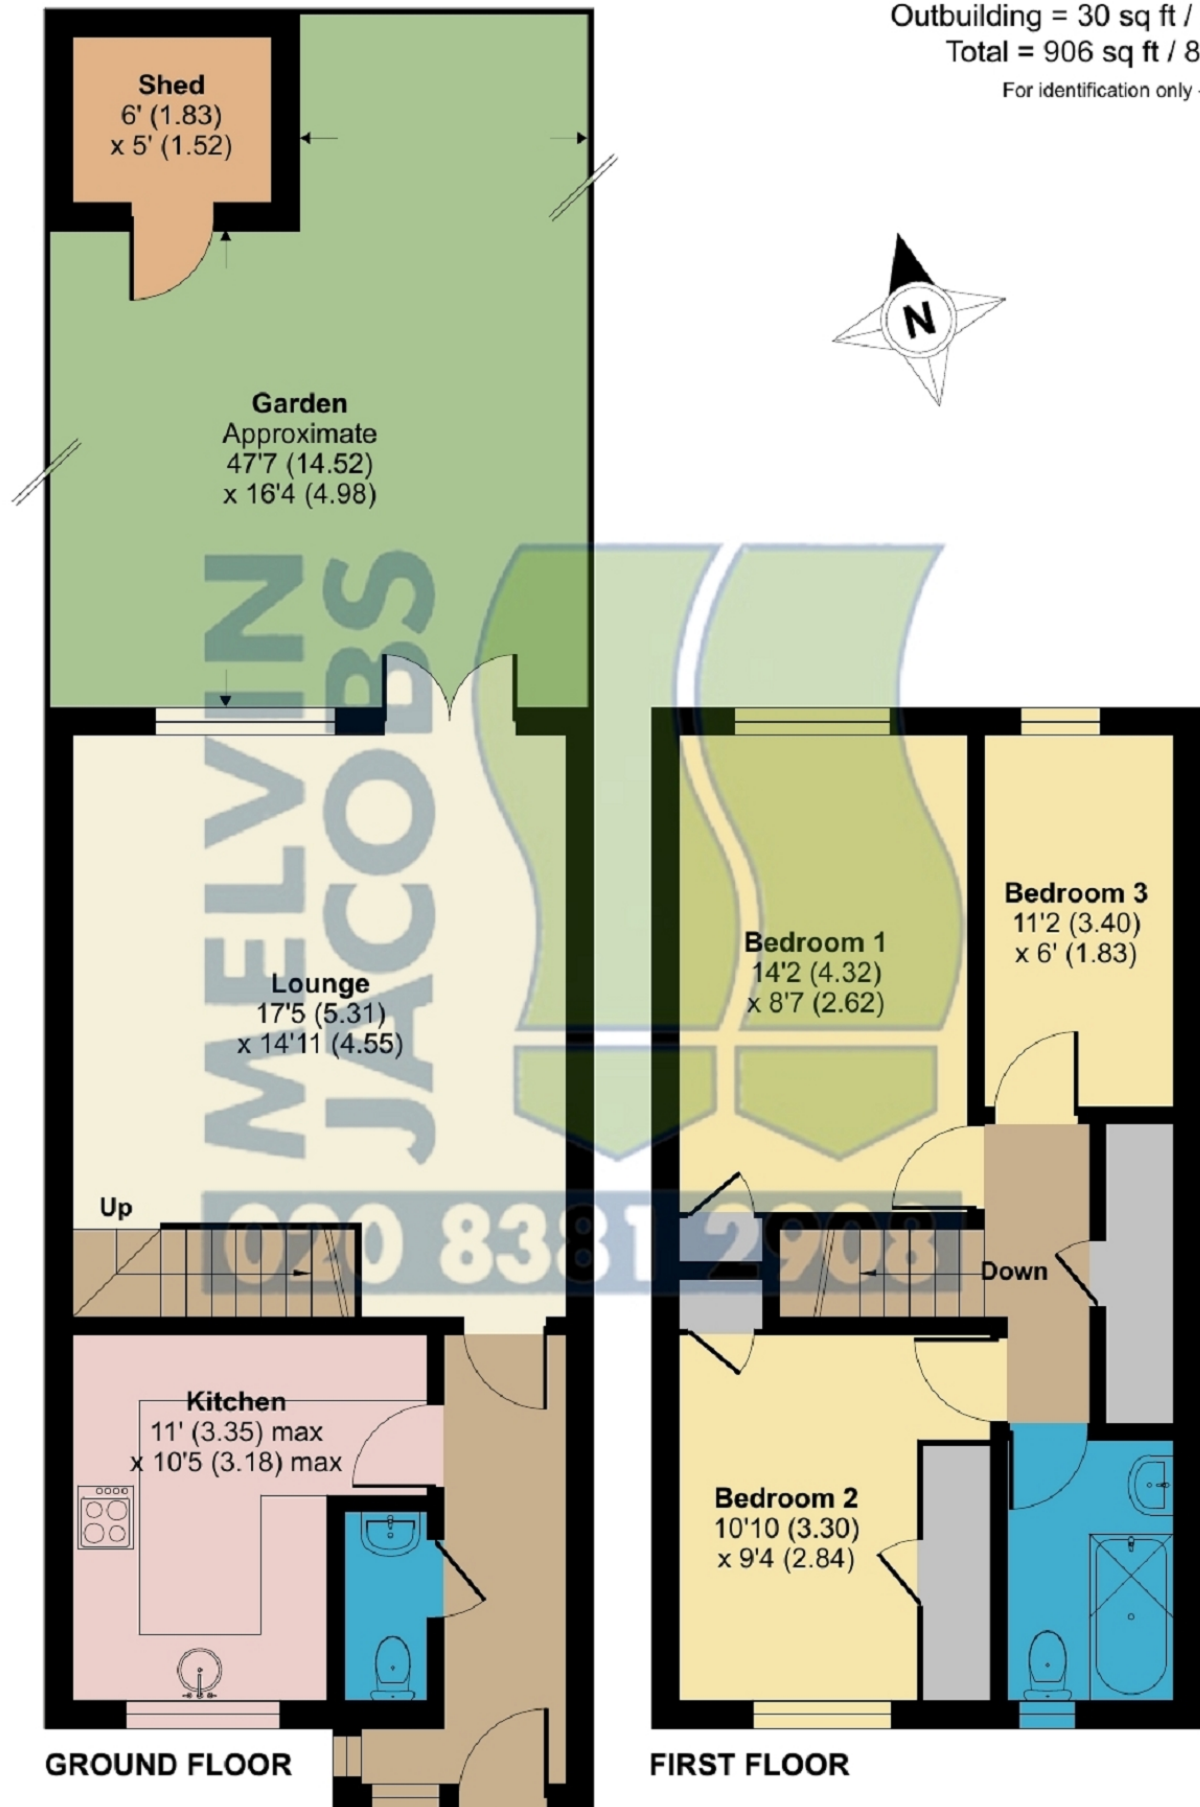 Outbuilding = 30 sq ft /
Total = 906 sq ft / 8
For identification only -
Shed
6' (1.83)
x 5' (1.52)
N
Garden
Approximate
47'7 (14.52)
x 16'4 (4.98)
MELVIN
JACOBS
Lounge
17'5 (5.31)
x 14'11 (4.55)
Bedroom 1
14'2 (4.32)
x 8'7 (2.62)
Bedroom 3
11'2 (3.40)
x 6' (1.83)
Up
020 8381 2908
Down
Kitchen
11' (3.35) max
x 10'5 (3.18) max
Bedroom 2
10'10 (3.30)
x 9'4 (2.84)
GROUND FLOOR
FIRST FLOOR